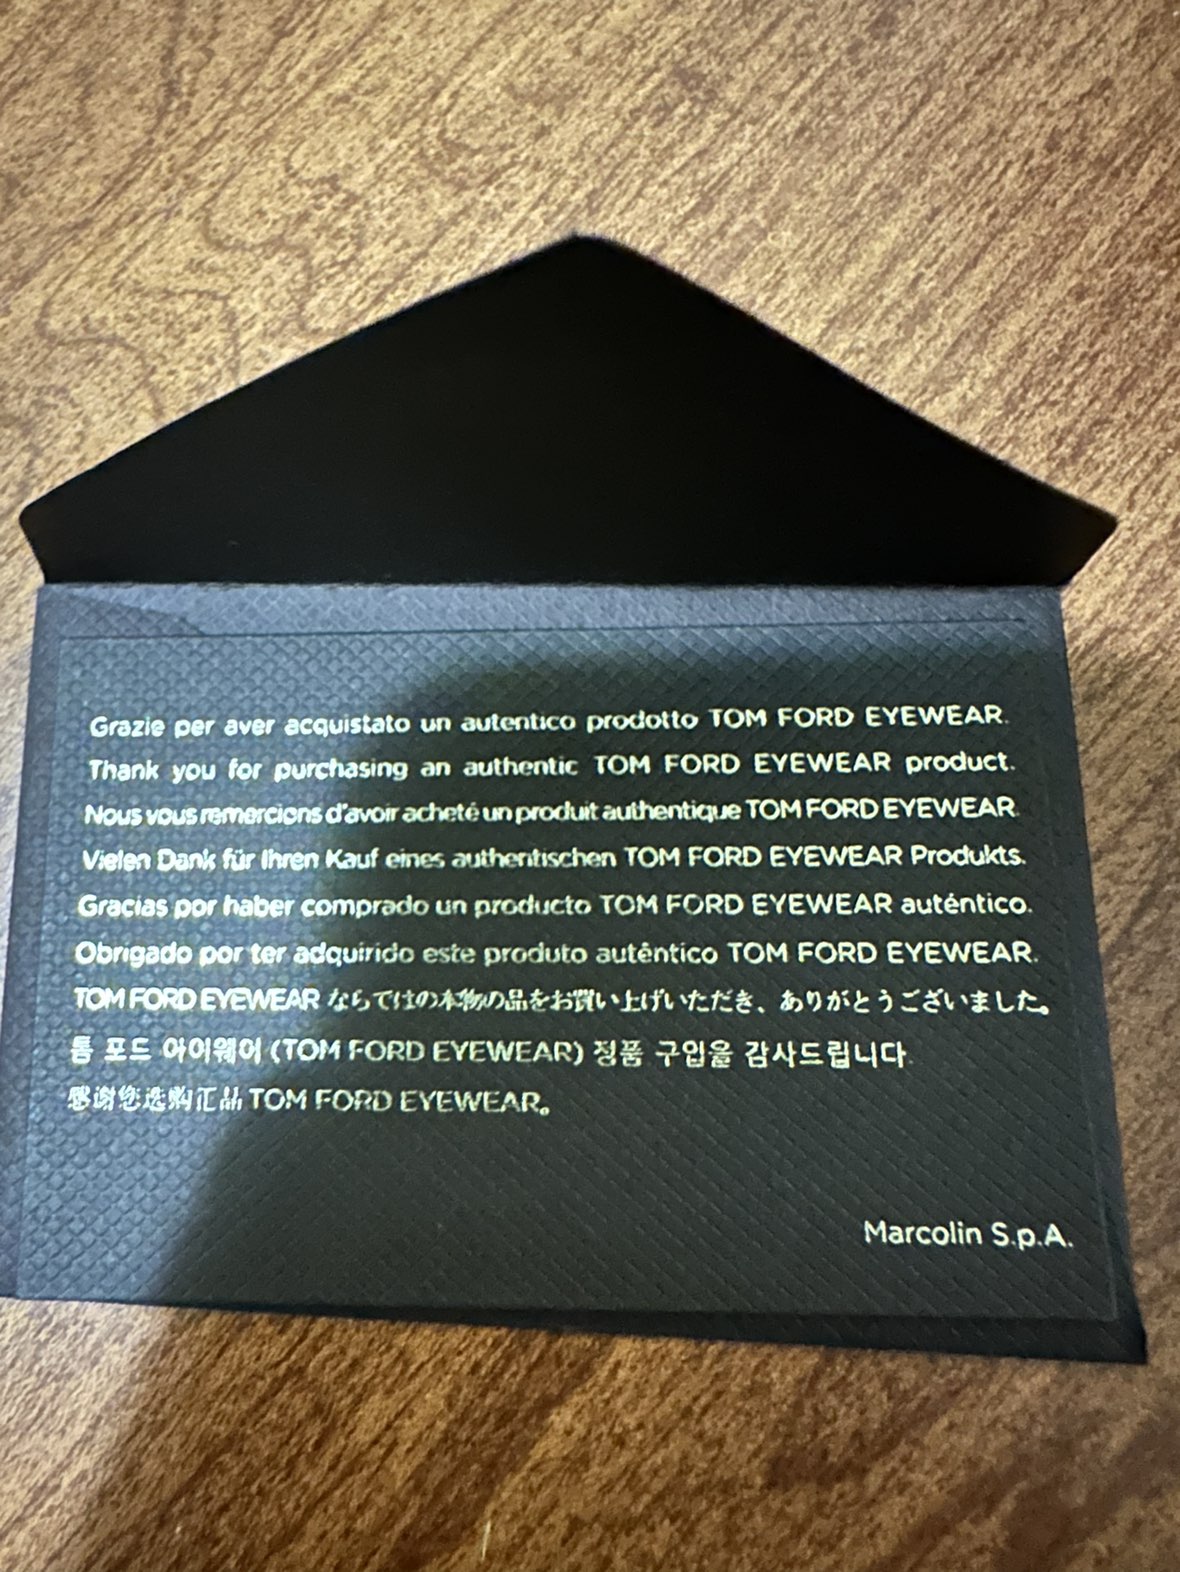 Grazie per aver acquistato un autentico prodotto TOM FORD EYEWEAR.
Thank you for purchasing an authentic TOM FORD EYEWEAR product.
Nous vous remercions d'avoir acheté un produit authentique TOM FORD EYEWEAR.
Vielen Dank für Ihren Kauf eines authentischen TOM FORD EYEWEAR Produkts.
Gracias por haber comprado un producto TOM FORD EYEWEAR auténtico.
Obrigado por ter adquirido este produto autêntico TOM FORD EYEWEAR.
TOM FORD EYEWEAR ならではの本物の品をお買い上げいただき、ありがとうございました。
톰 포드 아이웨어 (TOM FORD EYEWEAR) 정품 구입을 감사드립니다.
感谢您选购正品 TOM FORD EYEWEAR。
Marcolin S.p.A.